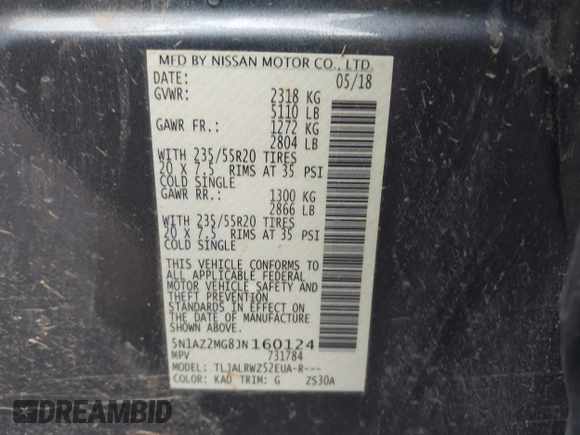 MFD BY NISSAN MOTOR CO., LTD.
DATE: 05/18
GVWR: 2318 KG
5110 LB
GAWR FR.: 1272 KG
2804 LB
WITH 235/55R20 TIRES
20 X 7.5 RIMS AT 35 PSI
COLD SINGLE
GAWR RR.: 1300 KG
2866 LB
WITH 235/55R20 TIRES
20 X 7.5 RIMS AT 35 PSI
COLD SINGLE
THIS VEHICLE CONFORMS TO
ALL APPLICABLE FEDERAL
MOTOR VEHICLE SAFETY AND
THEFT PREVENTION
STANDARDS IN EFFECT ON
THE DATE OF MANUFACTURE
SHOWN ABOVE.
5N1AZ2MG8JN160124
MPV 731784
MODEL: TLJALRWZ52EUA-R---
COLOR: KAD TRIM: G ZS30A